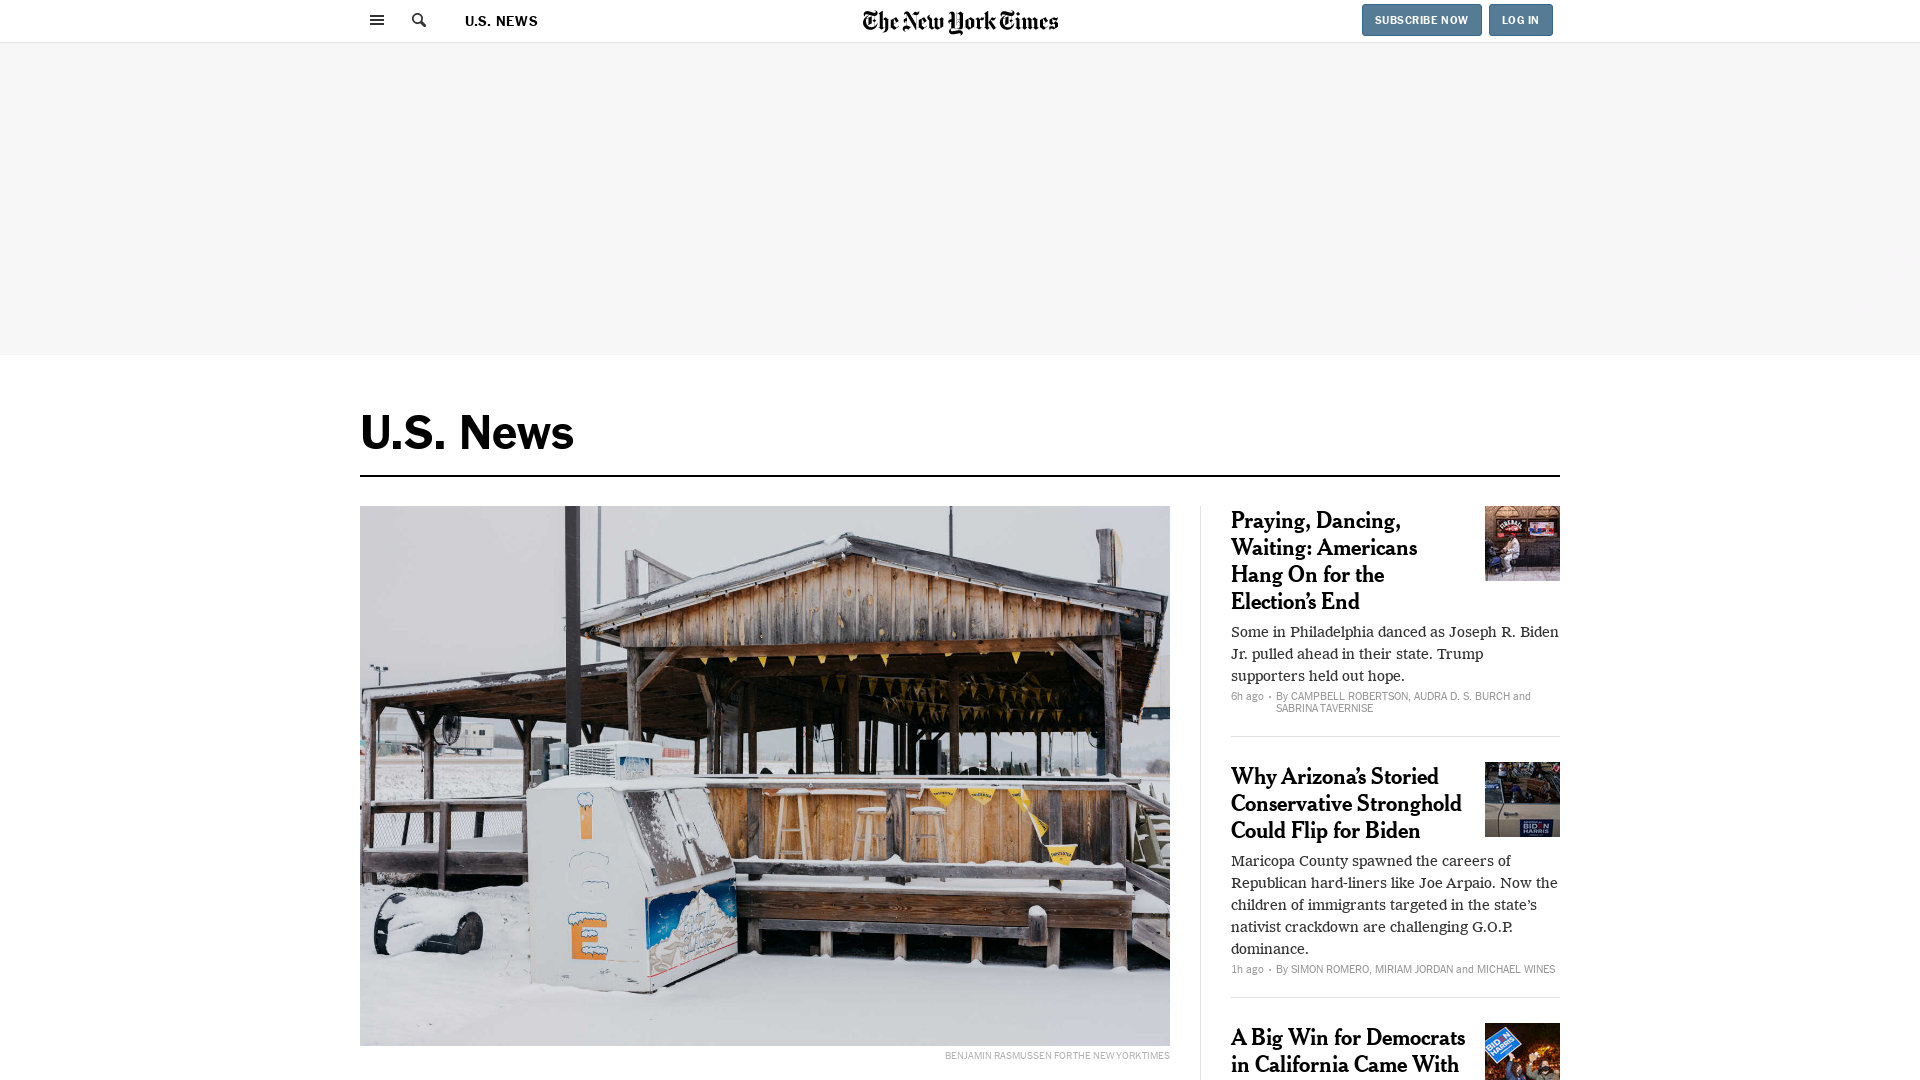 U.S. NEWS
The New York Times
SUBSCRIBE NOW
LOG IN
U.S. News
ICE
BENJAMIN RASMUSSEN FOR THE NEW YORK TIMES
Praying, Dancing,
Waiting: Americans
Hang On for the
Election’s End
Some in Philadelphia danced as Joseph R. Biden
Jr. pulled ahead in their state. Trump
supporters held out hope.
6h ago • By CAMPBELL ROBERTSON, AUDRA D. S. BURCH and
SABRINA TAVERNISE
Why Arizona’s Storied
Conservative Stronghold
Could Flip for Biden
BIDEN
HARRIS
Maricopa County spawned the careers of
Republican hard-liners like Joe Arpaio. Now the
children of immigrants targeted in the state’s
nativist crackdown are challenging G.O.P.
dominance.
1h ago • By SIMON ROMERO, MIRIAM JORDAN and MICHAEL WINES
A Big Win for Democrats
in California Came With
BIDEN
HARRIS